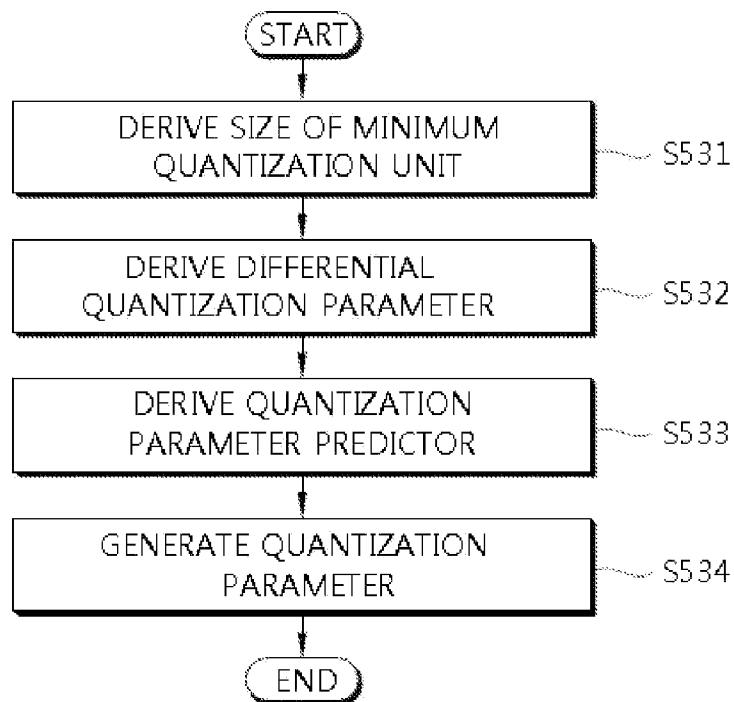 START
DERIVE SIZE OF MINIMUM
QUANTIZATION UNIT
S531
DERIVE DIFFERENTIAL
QUANTIZATION PARAMETER
S532
DERIVE QUANTIZATION
PARAMETER PREDICTOR
S533
GENERATE QUANTIZATION
PARAMETER
S534
END